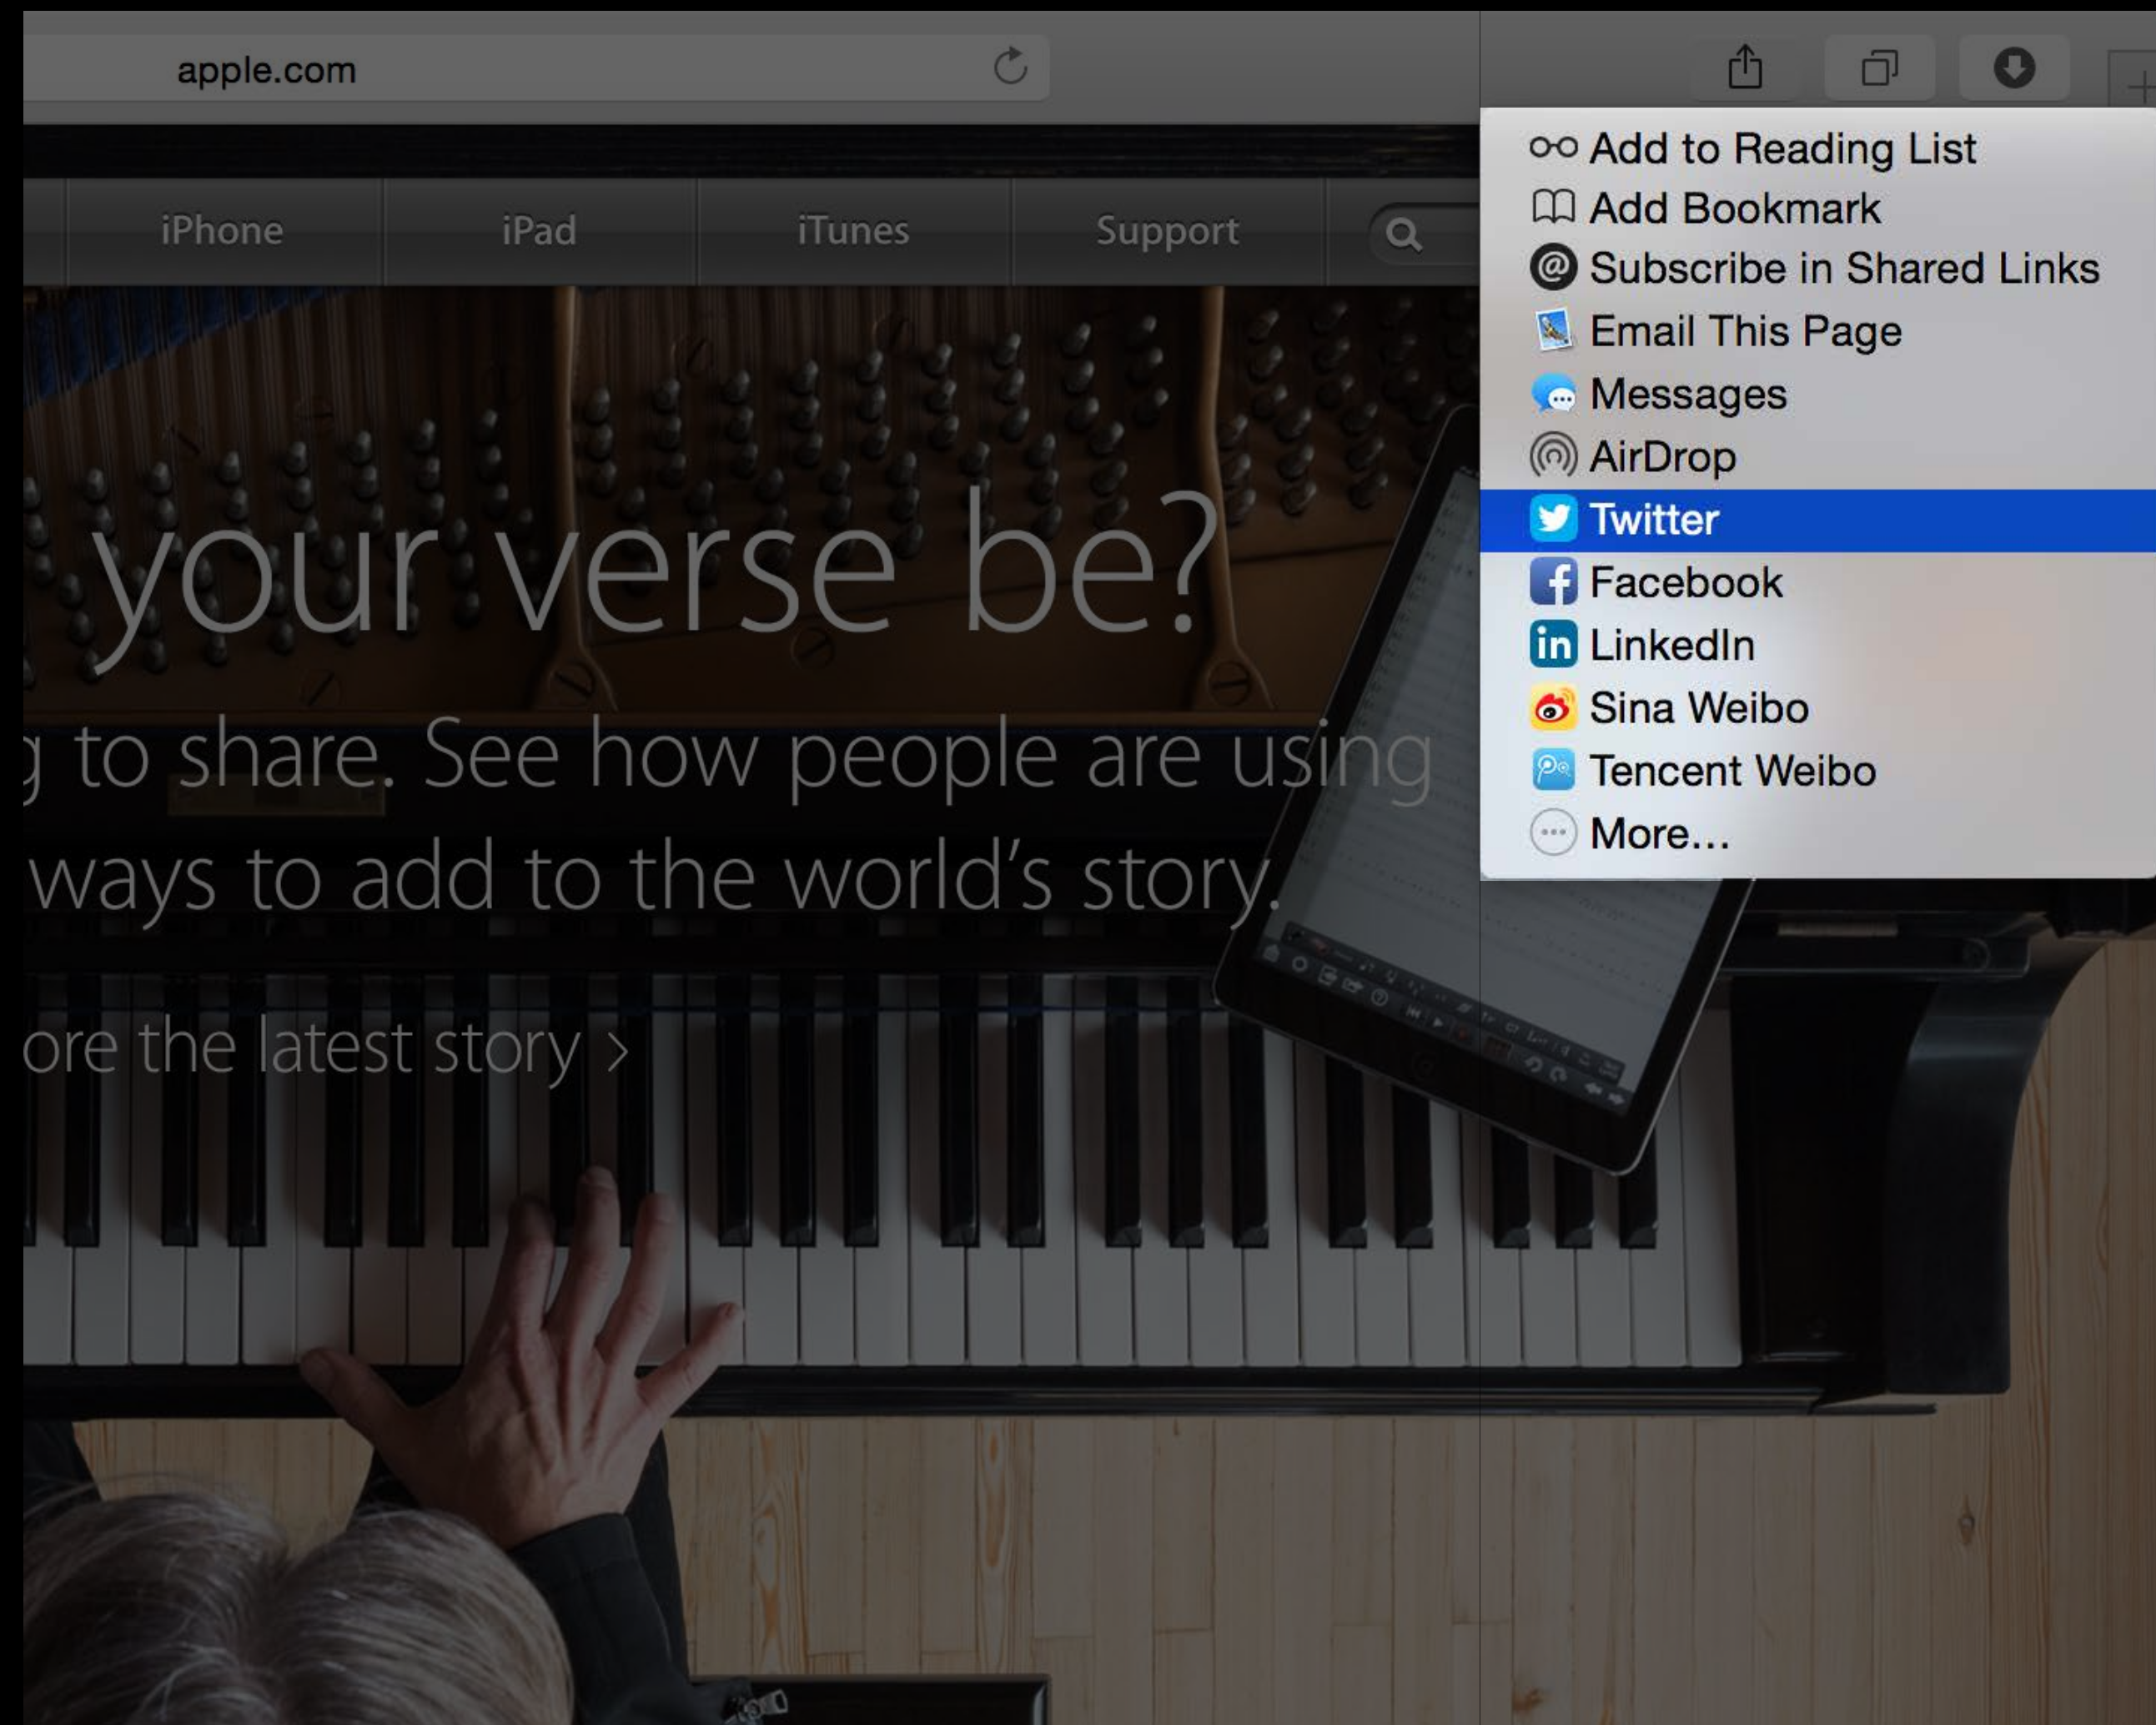 apple.com
iPhone
iPad
iTunes
Support
your verse be?
g to share. See how people are using
ways to add to the world’s story.
ore the latest story ›
Add to Reading List
Add Bookmark
@ Subscribe in Shared Links
Email This Page
Messages
AirDrop
Twitter
Facebook
in LinkedIn
Sina Weibo
Tencent Weibo
More...